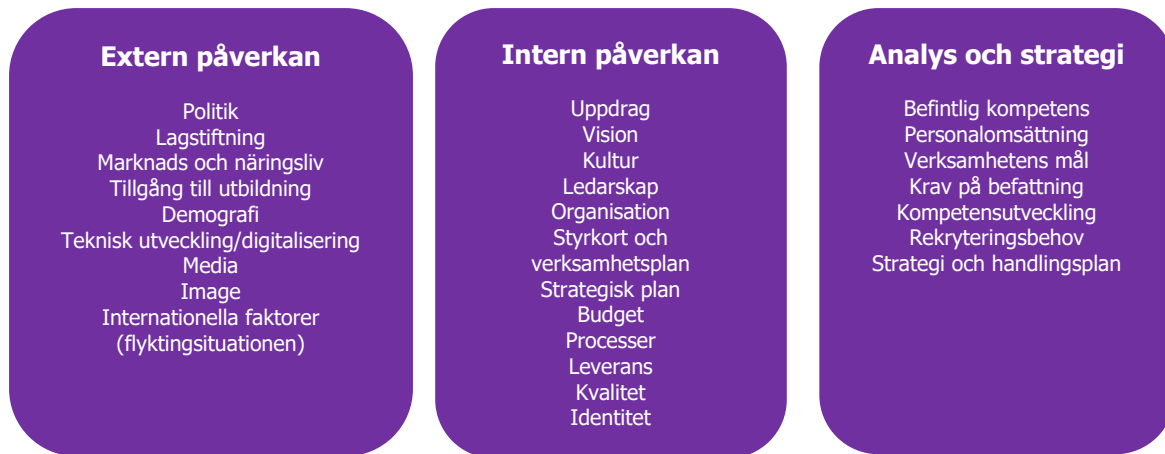 Extern påverkan
Politik
Lagstiftning
Marknads och näringsliv
Tillgång till utbildning
Demografi
Teknisk utveckling/digitalisering
Media
Image
Internationella faktorer
(flyktingsituationen)
Intern påverkan
Uppdrag
Vision
Kultur
Ledarskap
Organisation
Styrkort och
verksamhetsplan
Strategisk plan
Budget
Processer
Leverans
Kvalitet
Identitet
Analys och strategi
Befintlig kompetens
Personalomsättning
Verksamhetens mål
Krav på befattning
Kompetensutveckling
Rekryteringsbehov
Strategi och handlingsplan